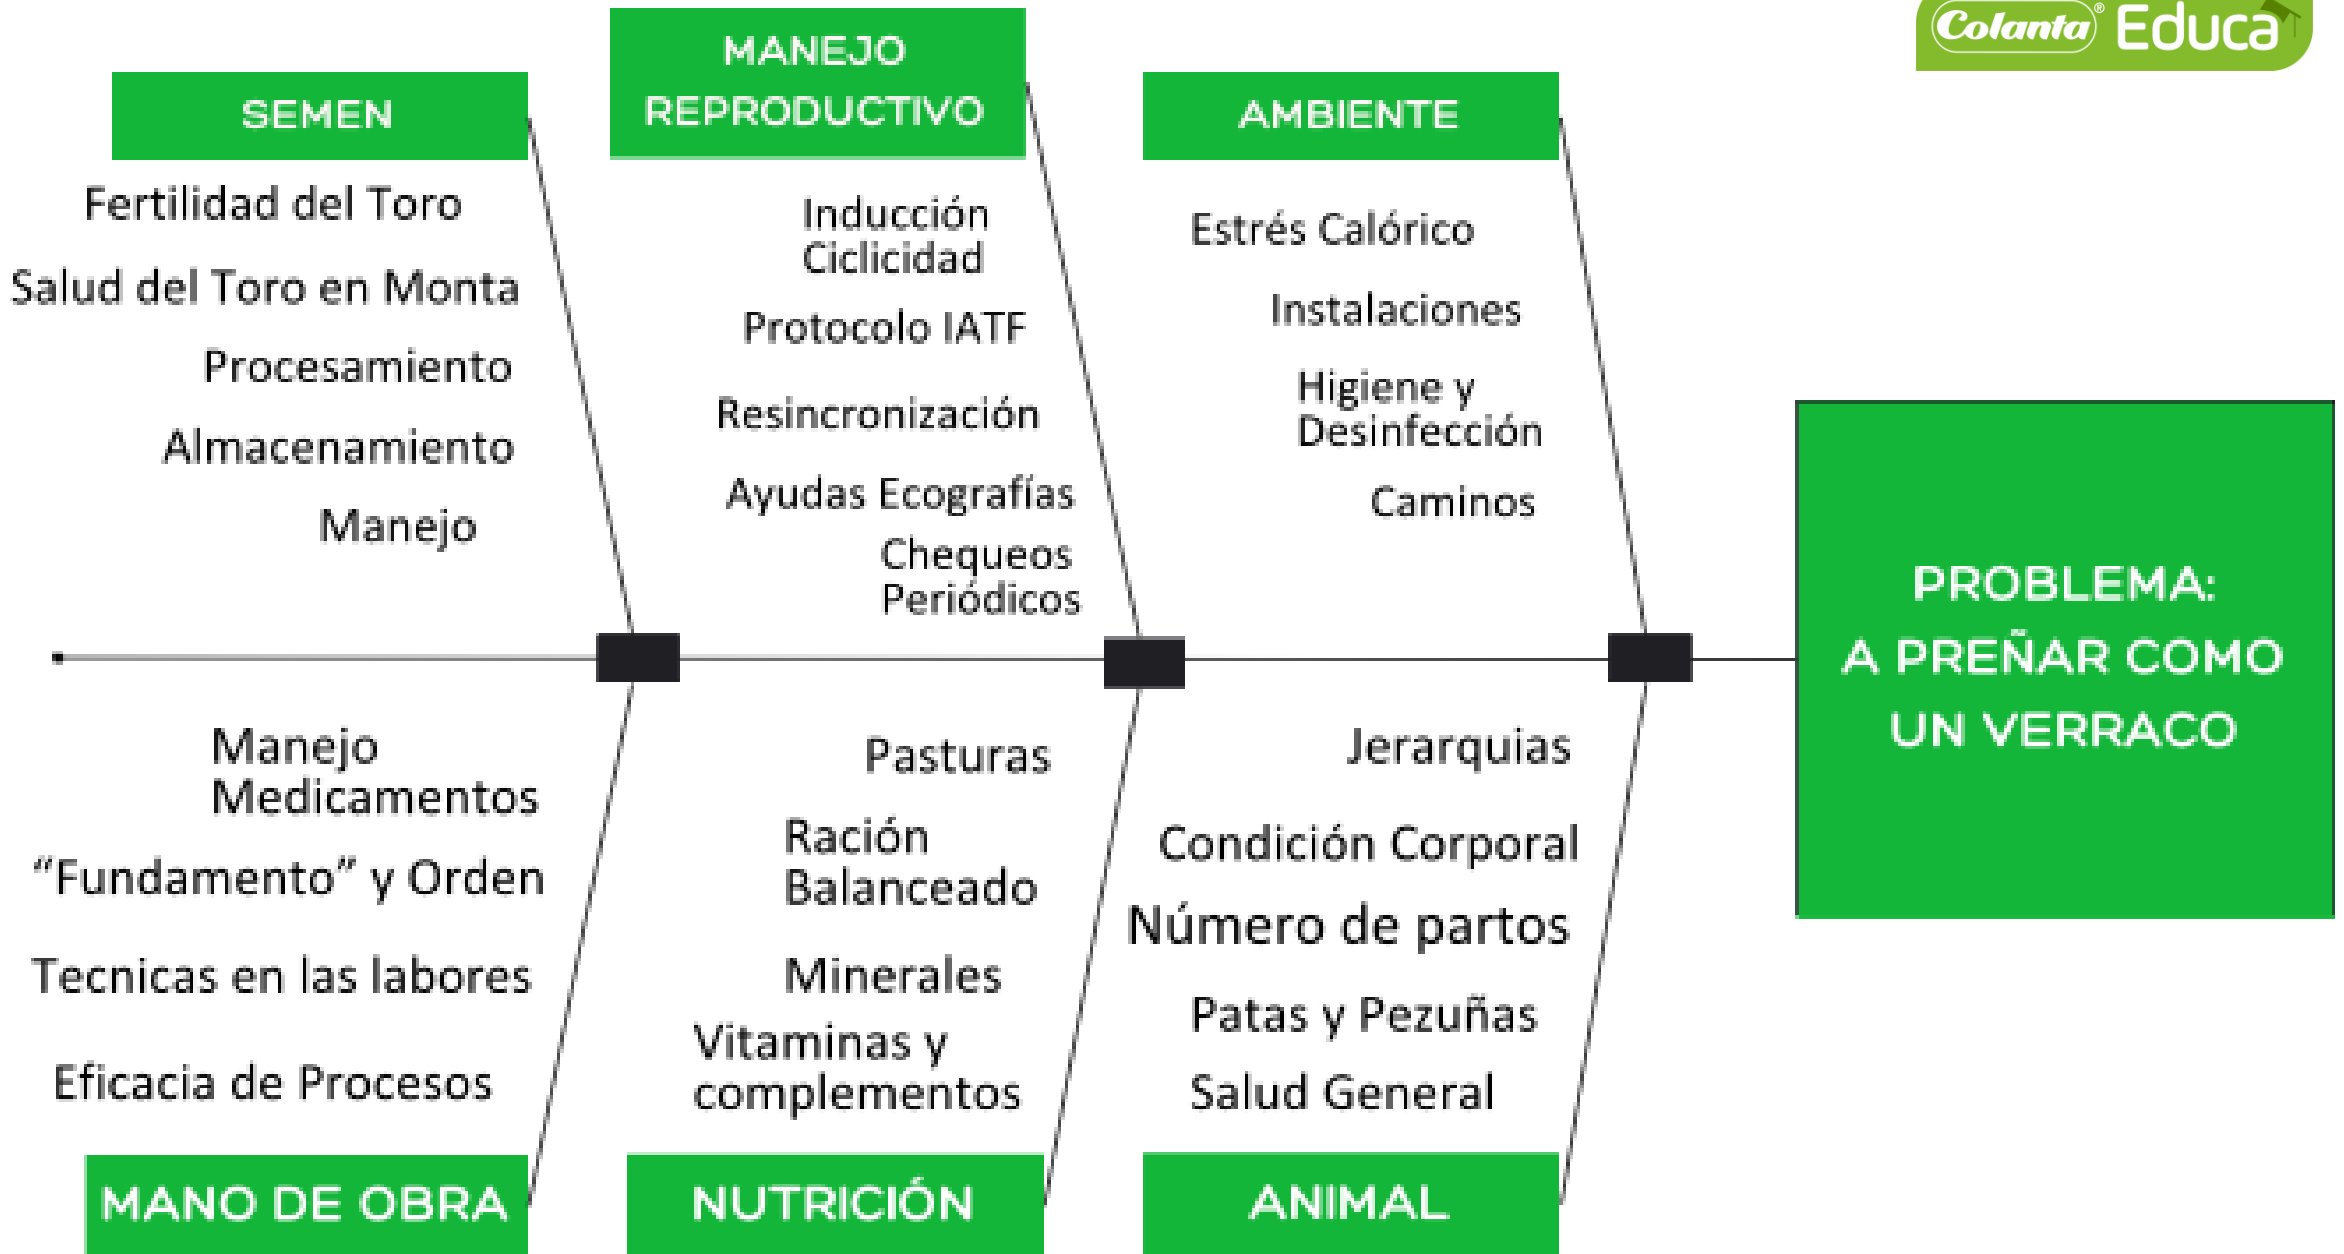 Colanta® Educa
SEMEN
Fertilidad del Toro
Salud del Toro en Monta
Procesamiento
Almacenamiento
Manejo
MANEJO
REPRODUCTIVO
Inducción
Ciclicidad
Protocolo IATF
Resincronización
Ayudas Ecografías
Chequeos
Periódicos
AMBIENTE
Estrés Calórico
Instalaciones
Higiene y
Desinfección
Caminos
PROBLEMA:
A PREÑAR COMO
UN VERRACO
Manejo
Medicamentos
“Fundamento” y Orden
Tecnicas en las labores
Eficacia de Procesos
MANO DE OBRA
Pasturas
Ración
Balanceado
Minerales
Vitaminas y
complementos
NUTRICIÓN
Jerarquias
Condición Corporal
Número de partos
Patas y Pezuñas
Salud General
ANIMAL